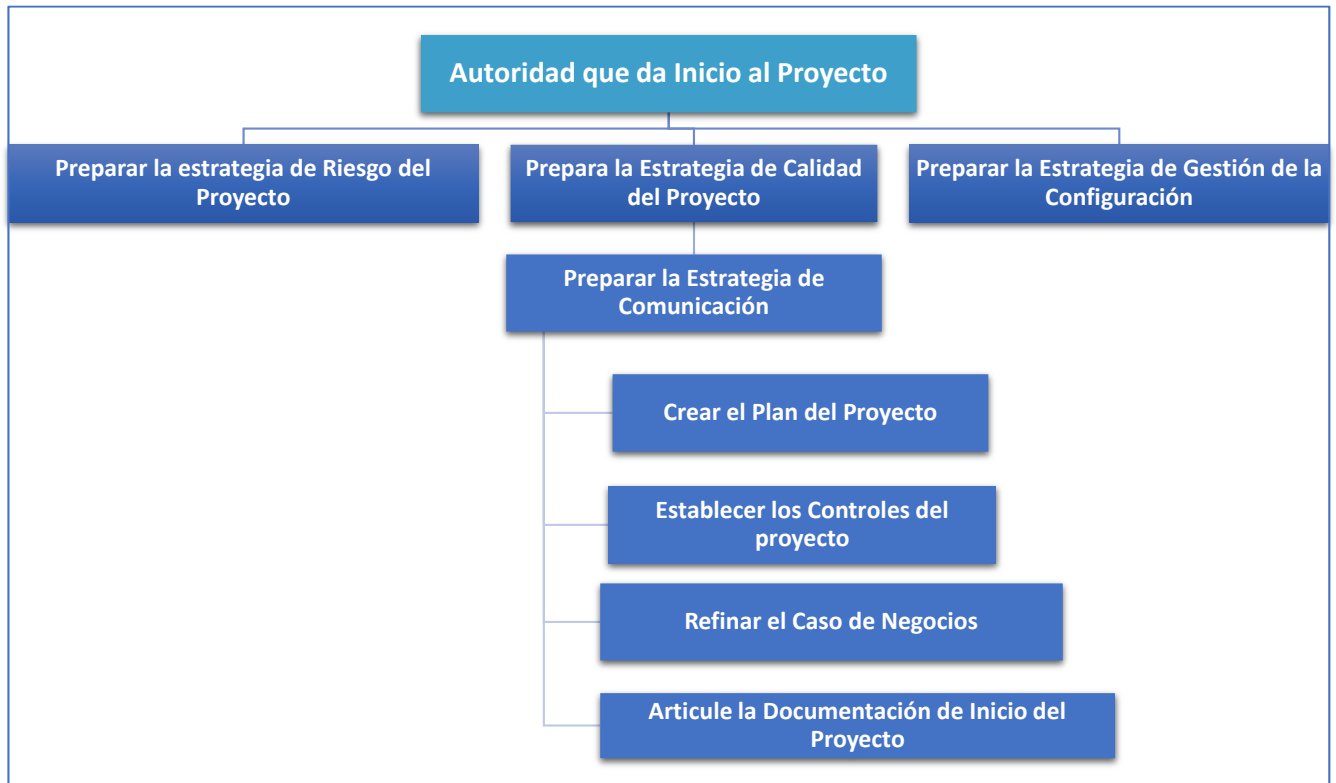 Autoridad que da Inicio al Proyecto
Preparar la estrategia de Riesgo del
Proyecto
Prepara la Estrategia de Calidad
del Proyecto
Preparar la Estrategia de Gestión de la
Configuración
Preparar la Estrategia de
Comunicación
Crear el Plan del Proyecto
Establecer los Controles del
proyecto
Refinar el Caso de Negocios
Articule la Documentación de Inicio del
Proyecto